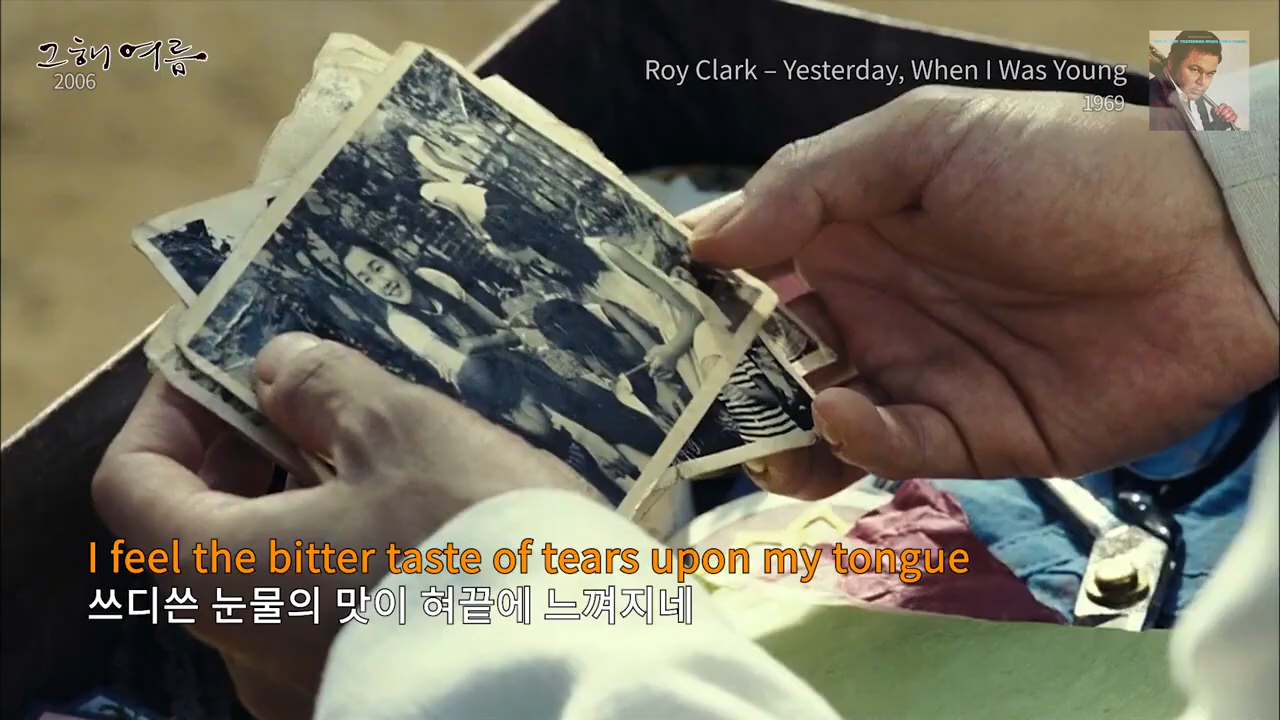 그해 여름
2006
Roy Clark – Yesterday, When I Was Young
1969
I feel the bitter taste of tears upon my tongue
쓰디쓴 눈물의 맛이 혀끝에 느껴지네